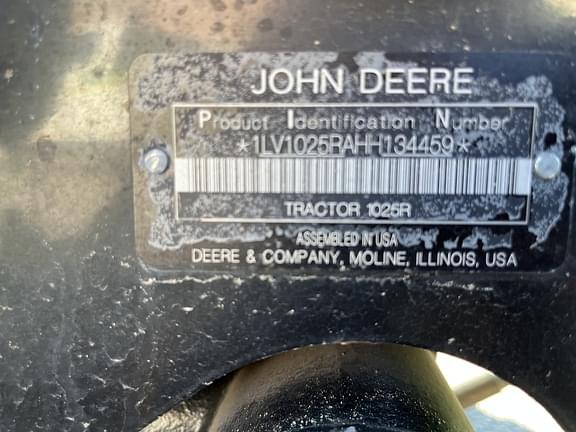 JOHN DEERE
Product Identification Number
*1LV1025RAHH134459*
TRACTOR 1025R
ASSEMBLED IN USA
DEERE & COMPANY, MOLINE, ILLINOIS, USA